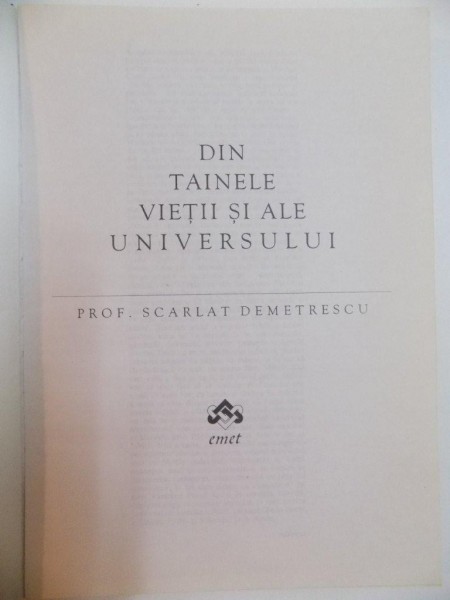 DIN
TAINELE
VIEȚII ȘI ALE
UNIVERSULUI
PROF. SCARLAT DEMETRESCU
emet